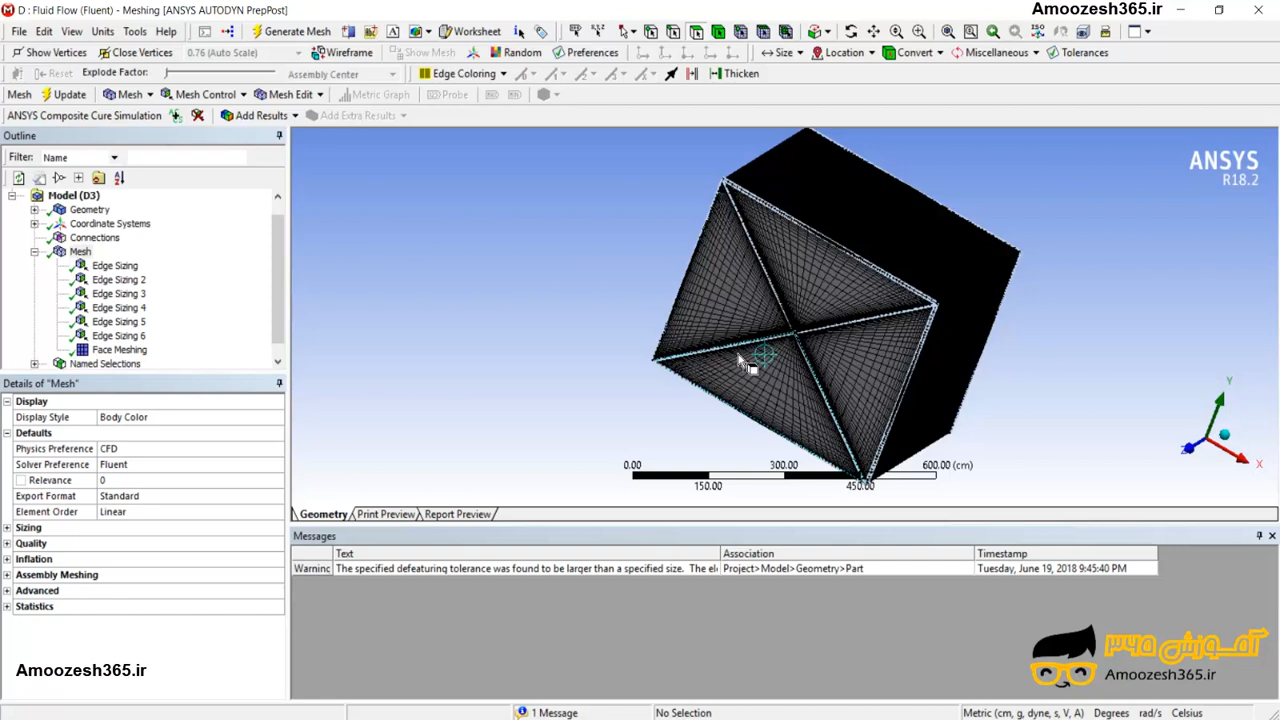 D : Fluid Flow (Fluent) - Meshing [ANSYS AUTODYN PrepPost]
Amoozesh365.ir
File Edit View Units Tools Help Generate Mesh Worksheet
Show Vertices Close Vertices 0.76 (Auto Scale) Wireframe Show Mesh Random Preferences Size Location Convert Miscellaneous Tolerances
Reset Explode Factor: Assembly Center Edge Coloring Thicken
Mesh Update Mesh Mesh Control Mesh Edit Metric Graph Probe
ANSYS Composite Cure Simulation Add Results Add Extra Results
Outline
Filter: Name
Model (D3)
Geometry
Coordinate Systems
Connections
Mesh
Edge Sizing
Edge Sizing 2
Edge Sizing 3
Edge Sizing 4
Edge Sizing 5
Edge Sizing 6
Face Meshing
Named Selections
Details of "Mesh"
Display
Display Style Body Color
Defaults
Physics Preference CFD
Solver Preference Fluent
Relevance 0
Export Format Standard
Element Order Linear
Sizing
Quality
Inflation
Assembly Meshing
Advanced
Statistics
ANSYS
R18.2
Y
Z
X
0.00 300.00 600.00 (cm)
150.00 450.00
Geometry Print Preview Report Preview
Messages
Text Association Timestamp
Warninc The specified defeaturing tolerance was found to be larger than a specified size. The el Project>Model>Geometry>Part Tuesday, June 19, 2018 9:45:40 PM
آموزش ۳۶۵
Amoozesh365.ir
Amoozesh365.ir
1 Message No Selection Metric (cm, g, dyne, s, V, A) Degrees rad/s Celsius